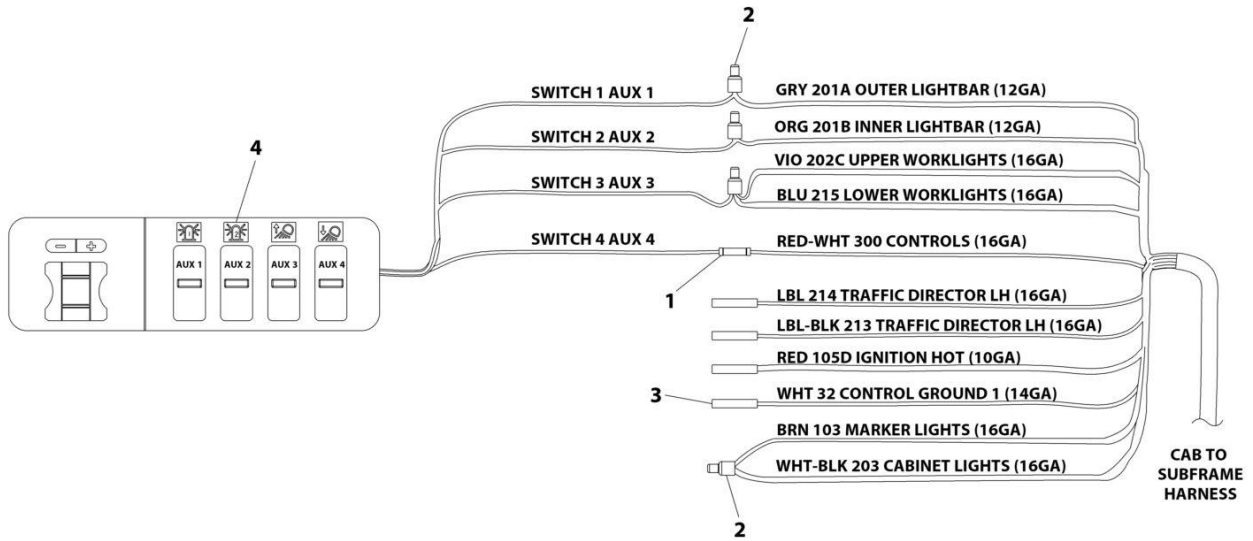 2
SWITCH 1 AUX 1
GRY 201A OUTER LIGHTBAR (12GA)
SWITCH 2 AUX 2
ORG 201B INNER LIGHTBAR (12GA)
4
VIO 202C UPPER WORKLIGHTS (16GA)
SWITCH 3 AUX 3
BLU 215 LOWER WORKLIGHTS (16GA)
1
2
SWITCH 4 AUX 4
RED-WHT 300 CONTROLS (16GA)
- +
AUX 1
AUX 2
AUX 3
AUX 4
1
LBL 214 TRAFFIC DIRECTOR LH (16GA)
LBL-BLK 213 TRAFFIC DIRECTOR LH (16GA)
RED 105D IGNITION HOT (10GA)
3
WHT 32 CONTROL GROUND 1 (14GA)
BRN 103 MARKER LIGHTS (16GA)
WHT-BLK 203 CABINET LIGHTS (16GA)
2
CAB TO
SUBFRAME
HARNESS